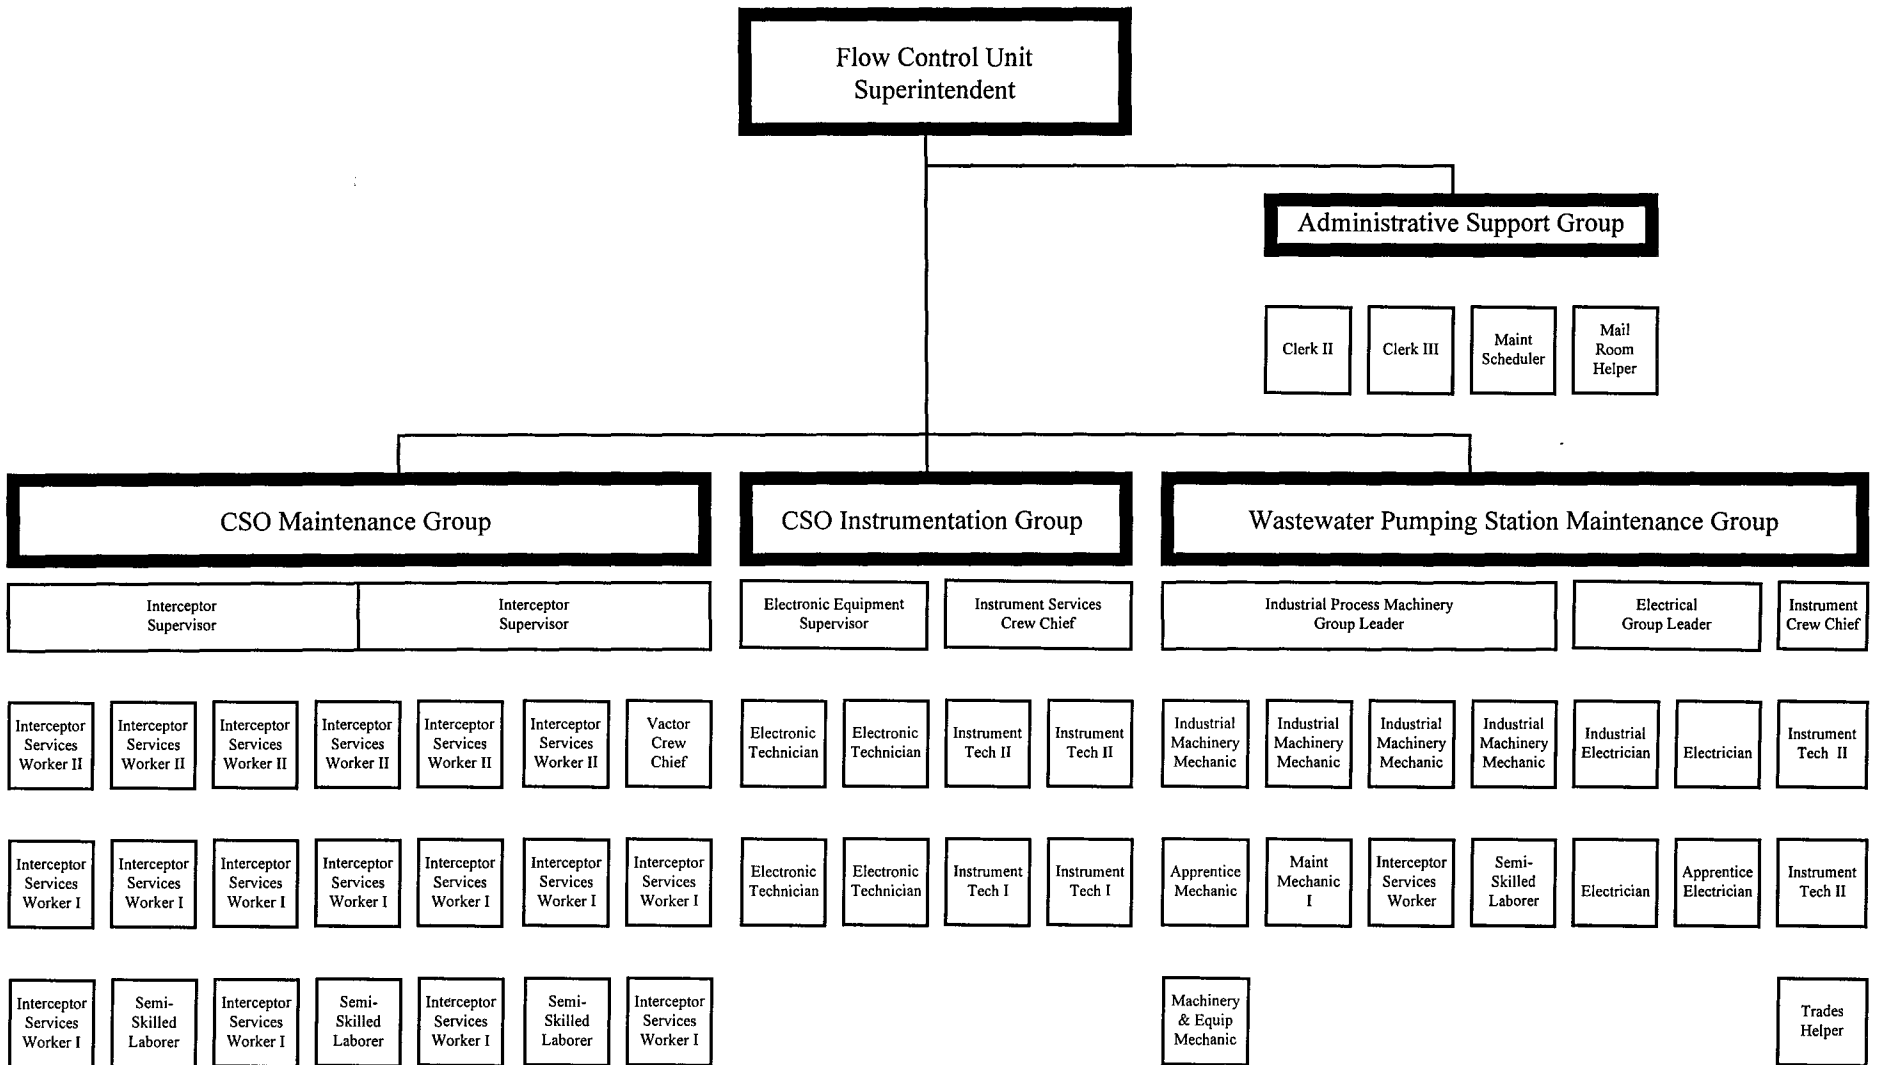 Flow Control Unit
Superintendent
Administrative Support Group
Clerk II
Clerk III
Maint
Scheduler
Mail
Room
Helper
CSO Maintenance Group
CSO Instrumentation Group
Wastewater Pumping Station Maintenance Group
Interceptor
Supervisor
Interceptor
Supervisor
Electronic Equipment
Supervisor
Instrument Services
Crew Chief
Industrial Process Machinery
Group Leader
Electrical
Group Leader
Instrument
Crew Chief
Interceptor
Services
Worker II
Interceptor
Services
Worker II
Interceptor
Services
Worker II
Interceptor
Services
Worker II
Interceptor
Services
Worker II
Interceptor
Services
Worker II
Vactor
Crew
Chief
Electronic
Technician
Electronic
Technician
Instrument
Tech II
Instrument
Tech II
Industrial
Machinery
Mechanic
Industrial
Machinery
Mechanic
Industrial
Machinery
Mechanic
Industrial
Machinery
Mechanic
Industrial
Electrician
Electrician
Instrument
Tech II
Interceptor
Services
Worker I
Interceptor
Services
Worker I
Interceptor
Services
Worker I
Interceptor
Services
Worker I
Interceptor
Services
Worker I
Interceptor
Services
Worker I
Interceptor
Services
Worker I
Electronic
Technician
Electronic
Technician
Instrument
Tech I
Instrument
Tech I
Apprentice
Mechanic
Maint
Mechanic
I
Interceptor
Services
Worker
Semi-
Skilled
Laborer
Electrician
Apprentice
Electrician
Instrument
Tech II
Interceptor
Services
Worker I
Semi-
Skilled
Laborer
Interceptor
Services
Worker I
Semi-
Skilled
Laborer
Interceptor
Services
Worker I
Semi-
Skilled
Laborer
Interceptor
Services
Worker I
Machinery
& Equip
Mechanic
Trades
Helper